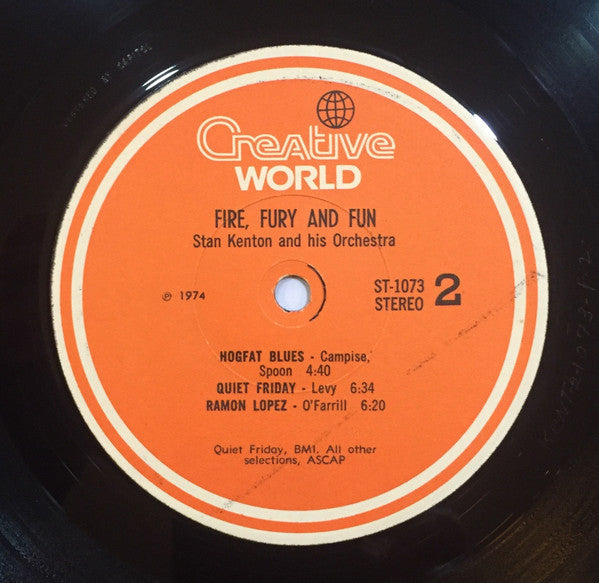 Creative
WORLD
FIRE, FURY AND FUN
Stan Kenton and his Orchestra
℗ 1974
ST-1073
STEREO 2
HOGFAT BLUES - Campise,
Spoon 4:40
QUIET FRIDAY - Levy 6:34
RAMON LOPEZ - O'Farrill 6:20
Quiet Friday, BM1. All other
selections, ASCAP